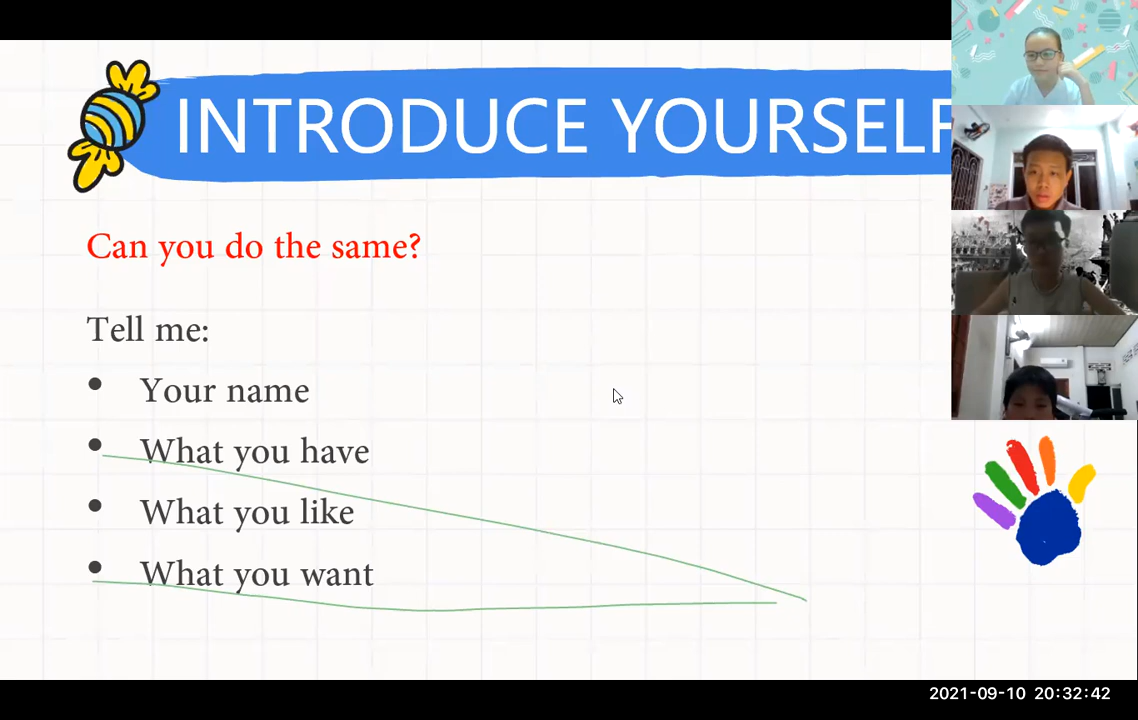 INTRODUCE YOURSELF
Can you do the same?
Tell me:
• Your name
• What you have
• What you like
• What you want
2021-09-10 20:32:42